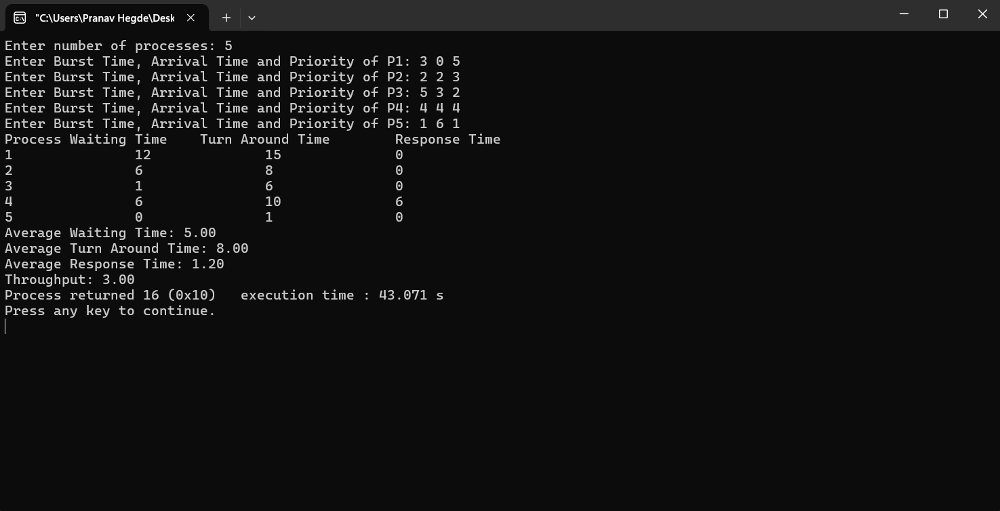 "C:\Users\Pranav Hegde\Desk
Enter number of processes: 5
Enter Burst Time, Arrival Time and Priority of P1: 3 0 5
Enter Burst Time, Arrival Time and Priority of P2: 2 2 3
Enter Burst Time, Arrival Time and Priority of P3: 5 3 2
Enter Burst Time, Arrival Time and Priority of P4: 4 4 4
Enter Burst Time, Arrival Time and Priority of P5: 1 6 1
Process Waiting Time    Turn Around Time        Response Time
1               12              15              0
2               6               8               0
3               1               6               0
4               6               10              6
5               0               1               0
Average Waiting Time: 5.00
Average Turn Around Time: 8.00
Average Response Time: 1.20
Throughput: 3.00
Process returned 16 (0x10)   execution time : 43.071 s
Press any key to continue.